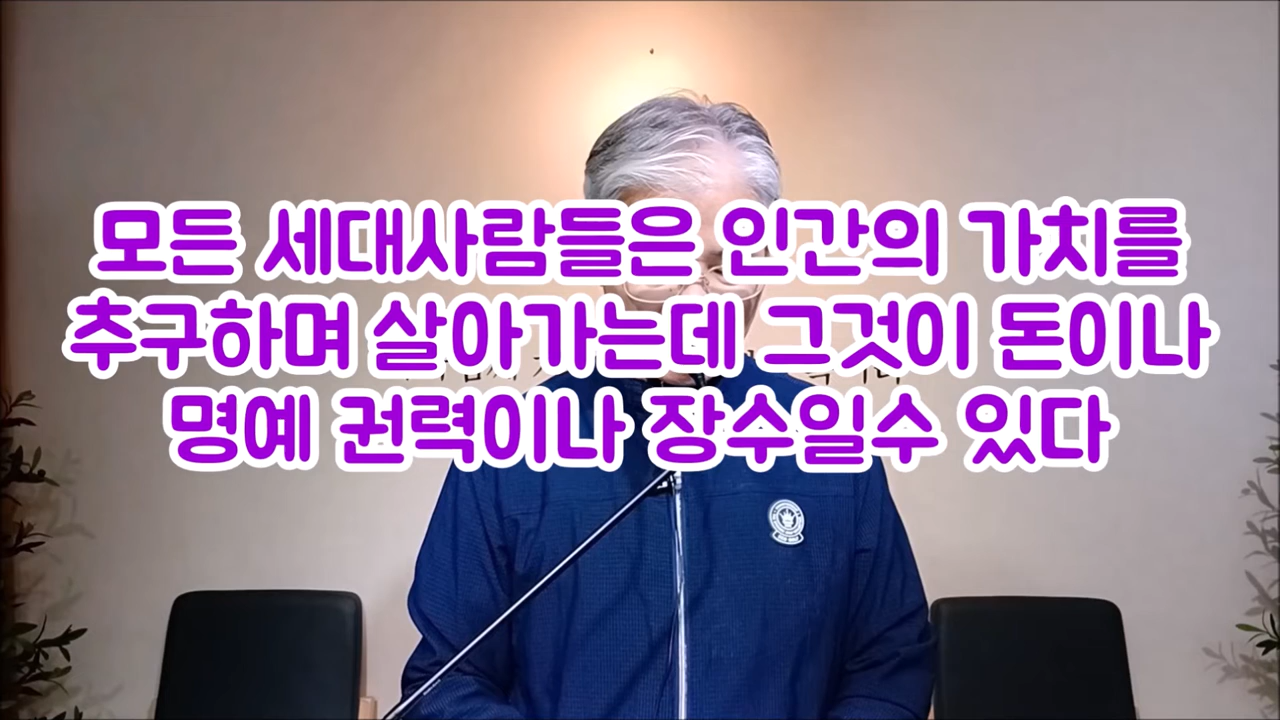 모든 세대사람들은 인간의 가치를
추구하며 살아가는데 그것이 돈이나
명예 권력이나 장수일수 있다